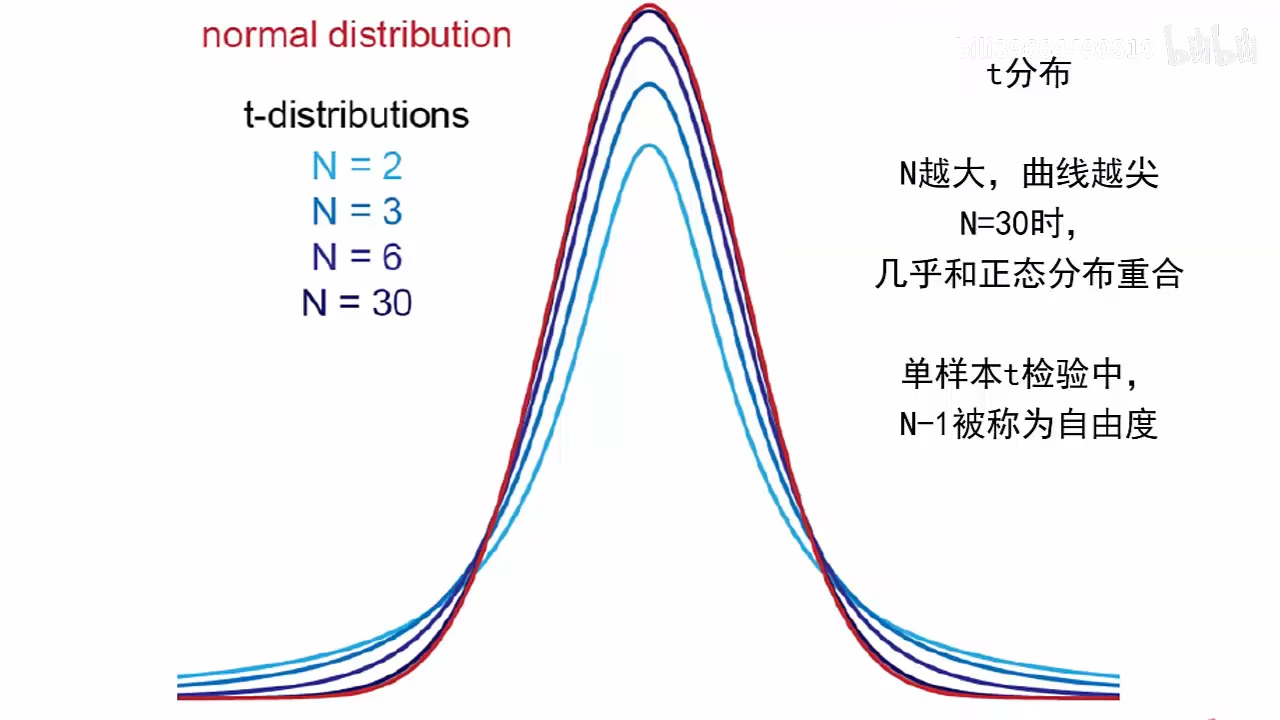 normal distribution
t-distributions
N = 2
N = 3
N = 6
N = 30
bilibili
t分布
N越大，曲线越尖
N=30时，
几乎和正态分布重合
单样本t检验中，
N-1被称为自由度